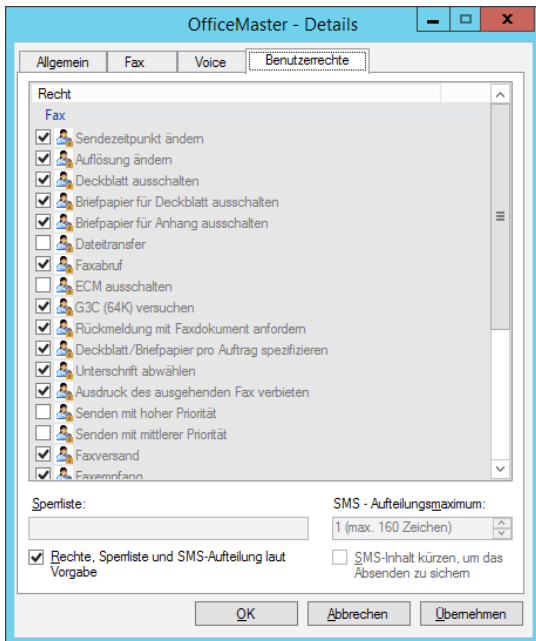 OfficeMaster - Details
Allgemein Fax Voice Benutzerrechte
Recht
Fax
Sendezeitpunkt ändern
Auflösung ändern
Deckblatt ausschalten
Briefpapier für Deckblatt ausschalten
Briefpapier für Anhang ausschalten
Dateitransfer
Faxabruf
ECM ausschalten
G3C (64K) versuchen
Rückmeldung mit Faxdokument anfordern
Deckblatt/Briefpapier pro Auftrag spezifizieren
Unterschrift abwählen
Ausdruck des ausgehenden Fax verbieten
Senden mit hoher Priorität
Senden mit mittlerer Priorität
Faxversand
Faxempfang
Sperrliste: SMS - Aufteilungsmaximum:
1 (max. 160 Zeichen)
Rechte, Sperrliste und SMS-Aufteilung laut
Vorgabe
SMS-Inhalt kürzen, um das
Absenden zu sichern
OK Abbrechen Übernehmen